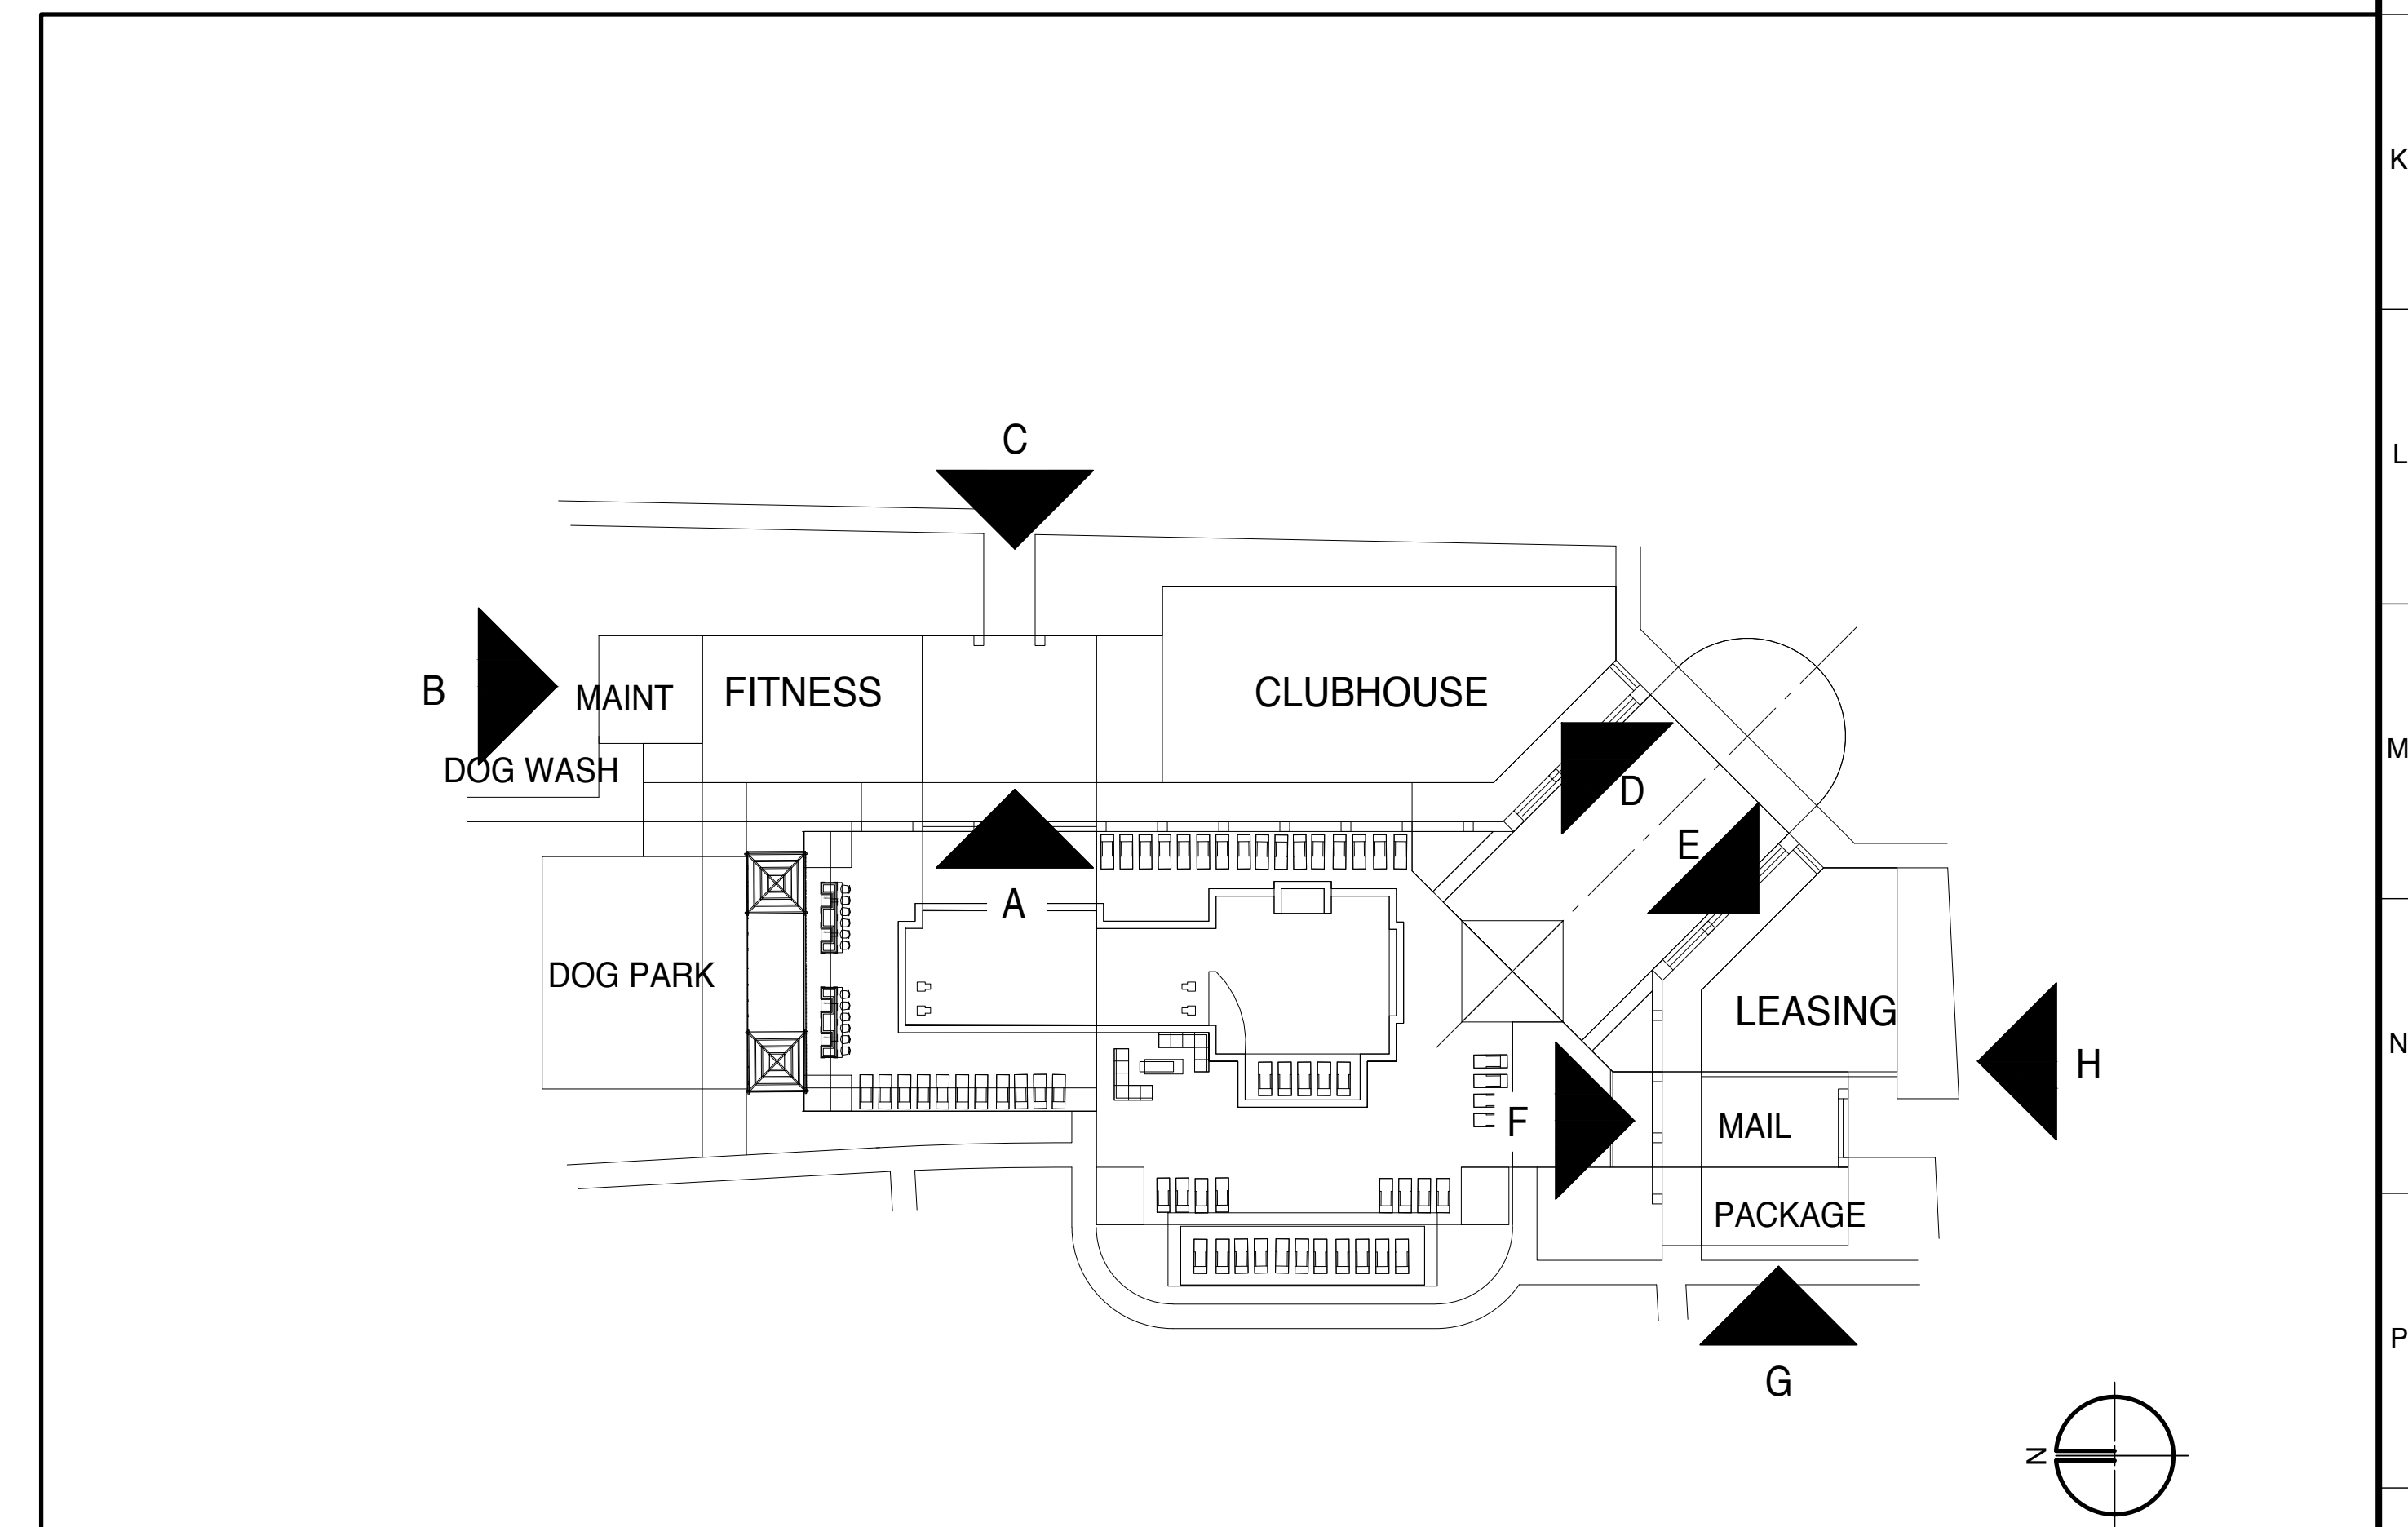 K
L
C
M
B
MAINT
FITNESS
CLUBHOUSE
DOG WASH
D
E
A
DOG PARK
LEASING
N
H
F
MAIL
PACKAGE
P
G
N